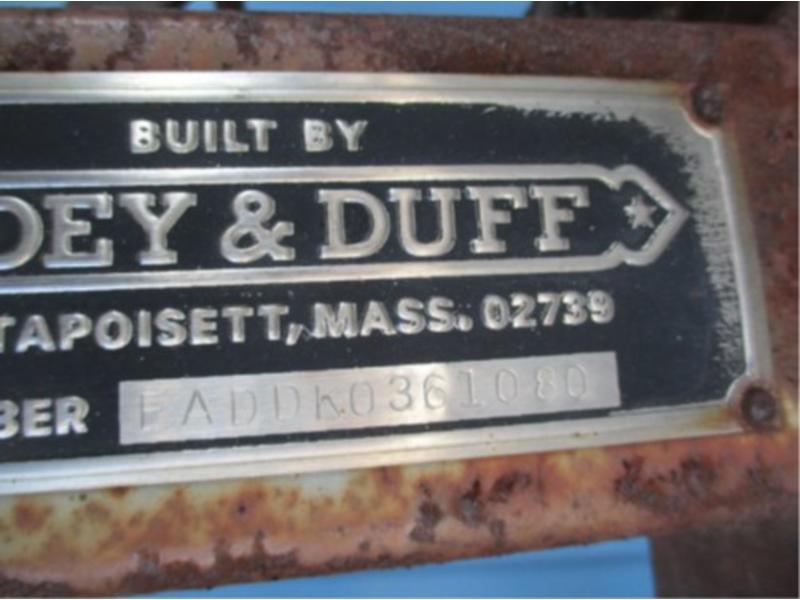 BUILT BY
DEY & DUFF
TAPOISETT, MASS. 02739
BER EADDK0361080